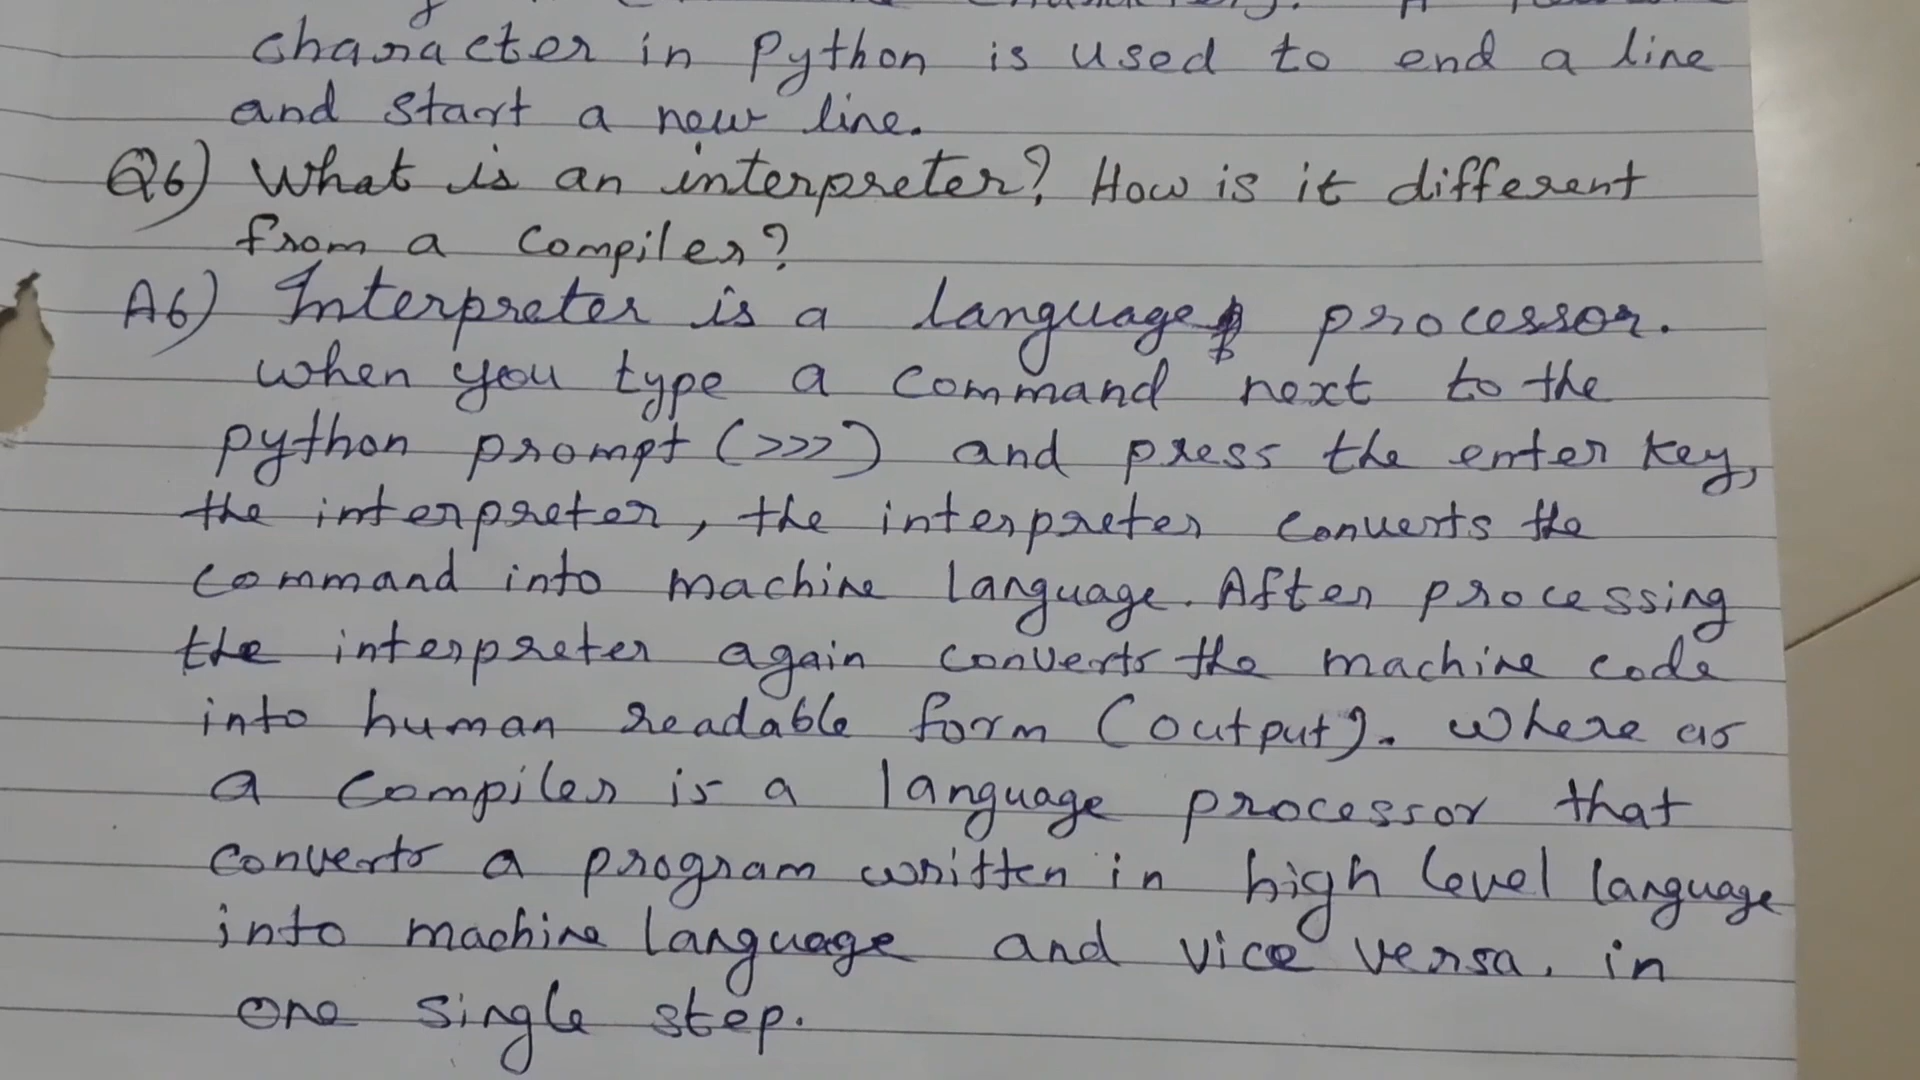 character in Python is used to end a line
and start a new line.
Q6) What is an interpreter? How is it different
from a compiler?
A6) Interpreter is a language processor.
when you type a command next to the
python prompt (>>>) and press the enter key,
the interpreter, the interpreter converts the
command into machine language. After processing
the interpreter again converts the machine code
into human readable form (output). where as
a compiler is a language processor that
converts a program written in high level language
into machine language and vice versa. in
one single step.